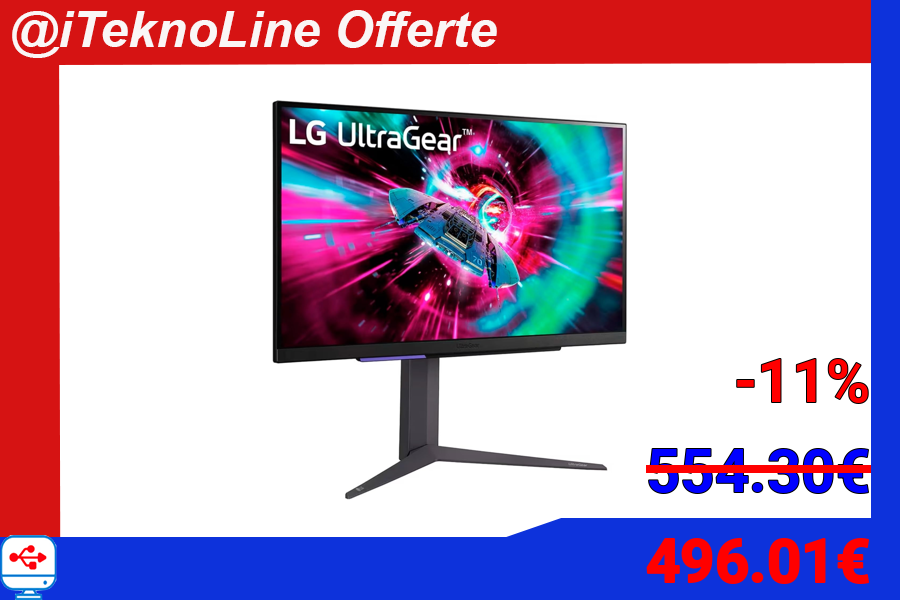 @iTeknoLine Offerte
LG UltraGear™
-11%
554.30€
496.01€